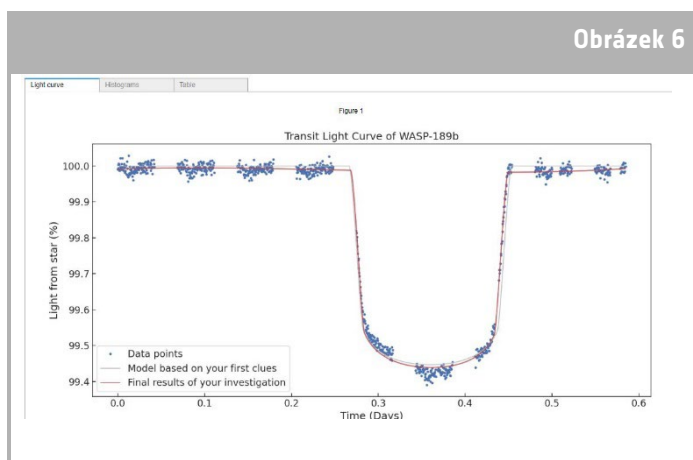 Obrázek 6
Light curve Histograms Table
Figure 1
Transit Light Curve of WASP-189b
Light from star (%)
100.0
99.9
99.8
99.7
99.6
99.5
99.4
Data points
Model based on your first clues
Final results of your investigation
0.0 0.1 0.2 0.3 0.4 0.5 0.6
Time (Days)